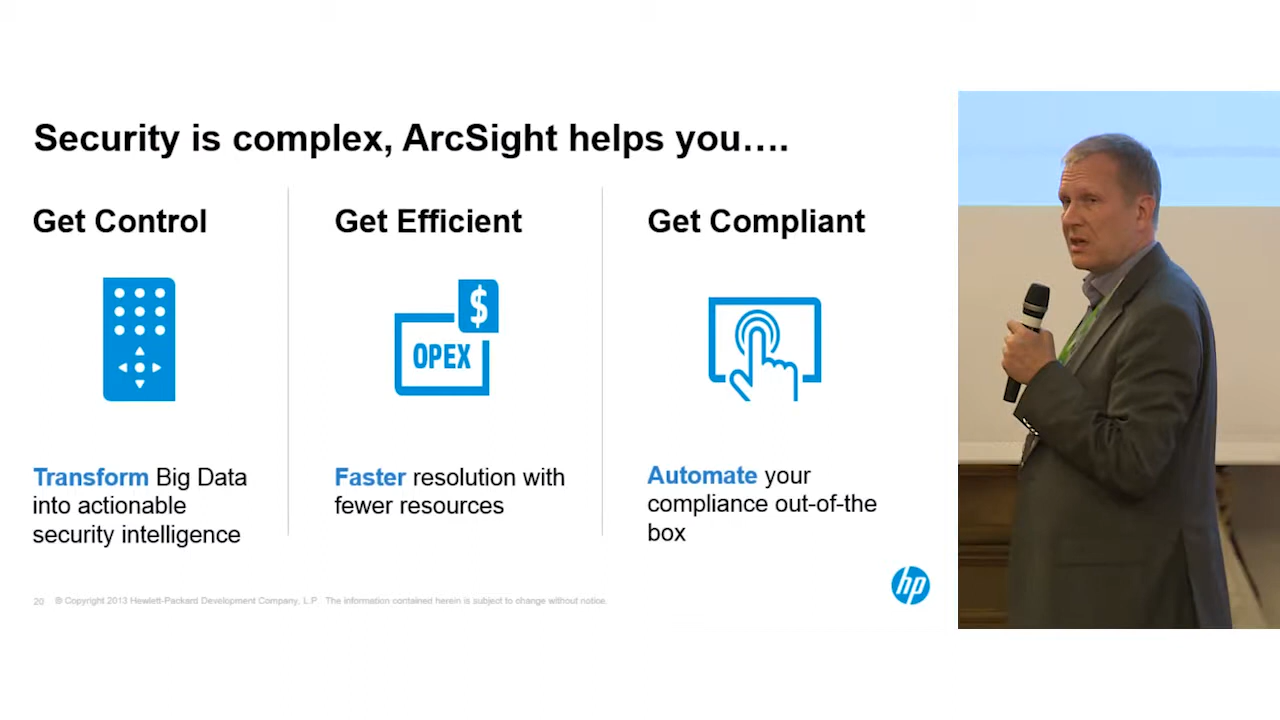 Security is complex, ArcSight helps you….
Get Control
Get Efficient
Get Compliant
$
OPEX
Transform Big Data
into actionable
security intelligence
Faster resolution with
fewer resources
Automate your
compliance out-of-the
box
hp
20 © Copyright 2013 Hewlett-Packard Development Company, L.P The information contained herein is subject to change without notice.